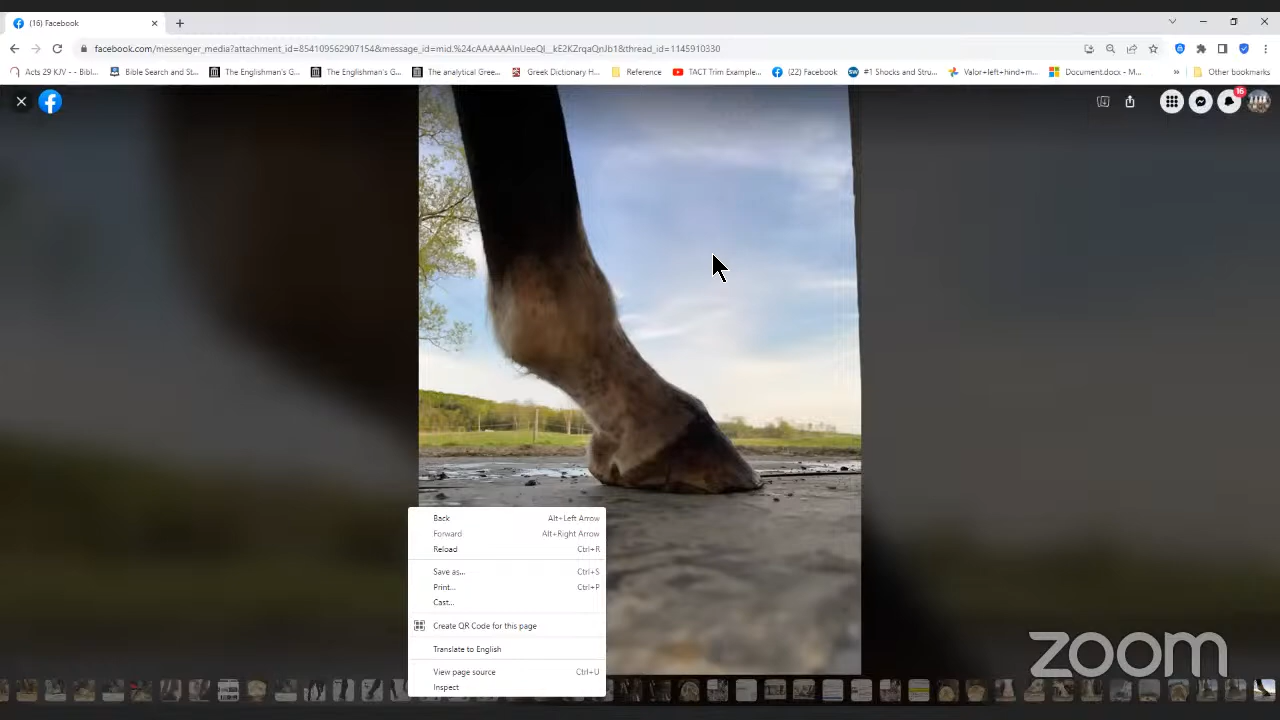 (16) Facebook
facebook.com/messenger_media?attachment_id=854109562907154&message_id=mid.%24cAAAAAAlnUeeQI__kE2KZrqaQnJb1&thread_id=1145910330
Acts 29 KJV - - Bibl...
Bible Search and St...
The Englishman's G...
The Englishman's G...
The analytical Gree...
Greek Dictionary H...
Reference
TACT Trim Example...
(22) Facebook
#1 Shocks and Stru...
Valor+left+hind+m...
Document.docx - M...
»
Other bookmarks
16
Back Alt+Left Arrow
Forward Alt+Right Arrow
Reload Ctrl+R
Save as... Ctrl+S
Print... Ctrl+P
Cast...
Create QR Code for this page
Translate to English
View page source Ctrl+U
Inspect
zoom